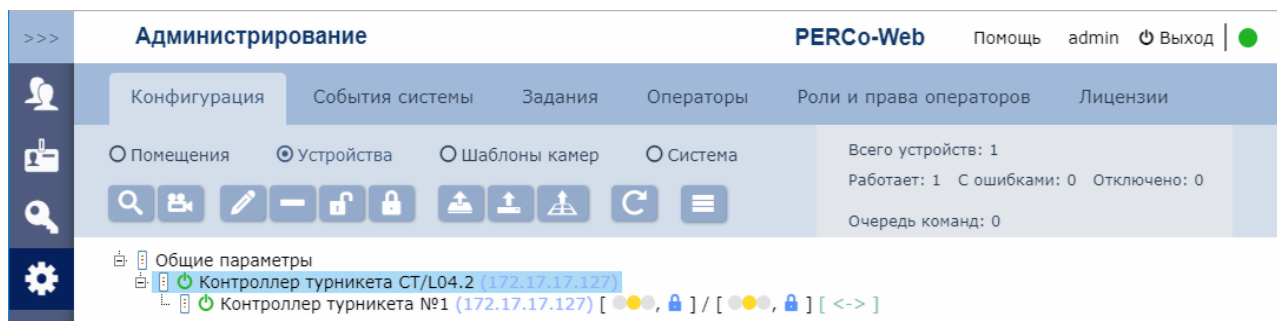 >>> Администрирование PERCo-Web Помощь admin Выход
Конфигурация События системы Задания Операторы Роли и права операторов Лицензии
Помещения Устройства Шаблоны камер Система
Всего устройств: 1
Работает: 1 С ошибками: 0 Отключено: 0
Очередь команд: 0
Общие параметры
Контроллер турникета CT/L04.2 (172.17.17.127)
Контроллер турникета №1 (172.17.17.127) [ , ] / [ , ] [ <-> ]